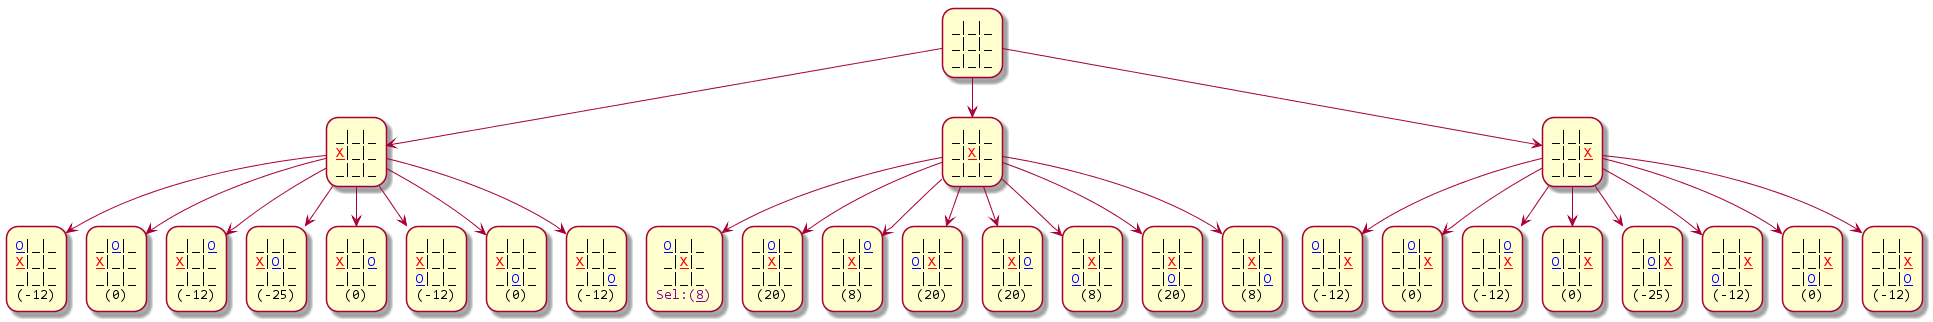 _|_|_
_|_|_
_|_|_
_|_|_
X|_|_
_|_|_
_|_|_
_|X|_
_|_|_
_|_|_
_|_|X
_|_|_
O|_|_
X|_|_
_|_|_
(-12)
_|O|_
X|_|_
_|_|_
(0)
_|_|O
X|_|_
_|_|_
(-12)
_|_|_
X|O|_
_|_|_
(-25)
_|_|_
X|_|O
_|_|_
(0)
_|_|_
X|_|_
O|_|_
(-12)
_|_|_
X|_|_
_|O|_
(0)
_|_|_
X|_|_
_|_|O
(-12)
O|_|_
_|X|_
_|_|_
Sel:(8)
_|O|_
_|X|_
_|_|_
(20)
_|_|O
_|X|_
_|_|_
(8)
_|_|_
O|X|_
_|_|_
(20)
_|_|_
_|X|O
_|_|_
(20)
_|_|_
_|X|_
O|_|_
(8)
_|_|_
_|X|_
_|O|_
(20)
_|_|_
_|X|_
_|_|O
(8)
O|_|_
_|_|X
_|_|_
(-12)
_|O|_
_|_|X
_|_|_
(0)
_|_|O
_|_|X
_|_|_
(-12)
_|_|_
O|_|X
_|_|_
(0)
_|_|_
_|O|X
_|_|_
(-25)
_|_|_
_|_|X
O|_|_
(-12)
_|_|_
_|_|X
_|O|_
(0)
_|_|_
_|_|X
_|_|O
(-12)